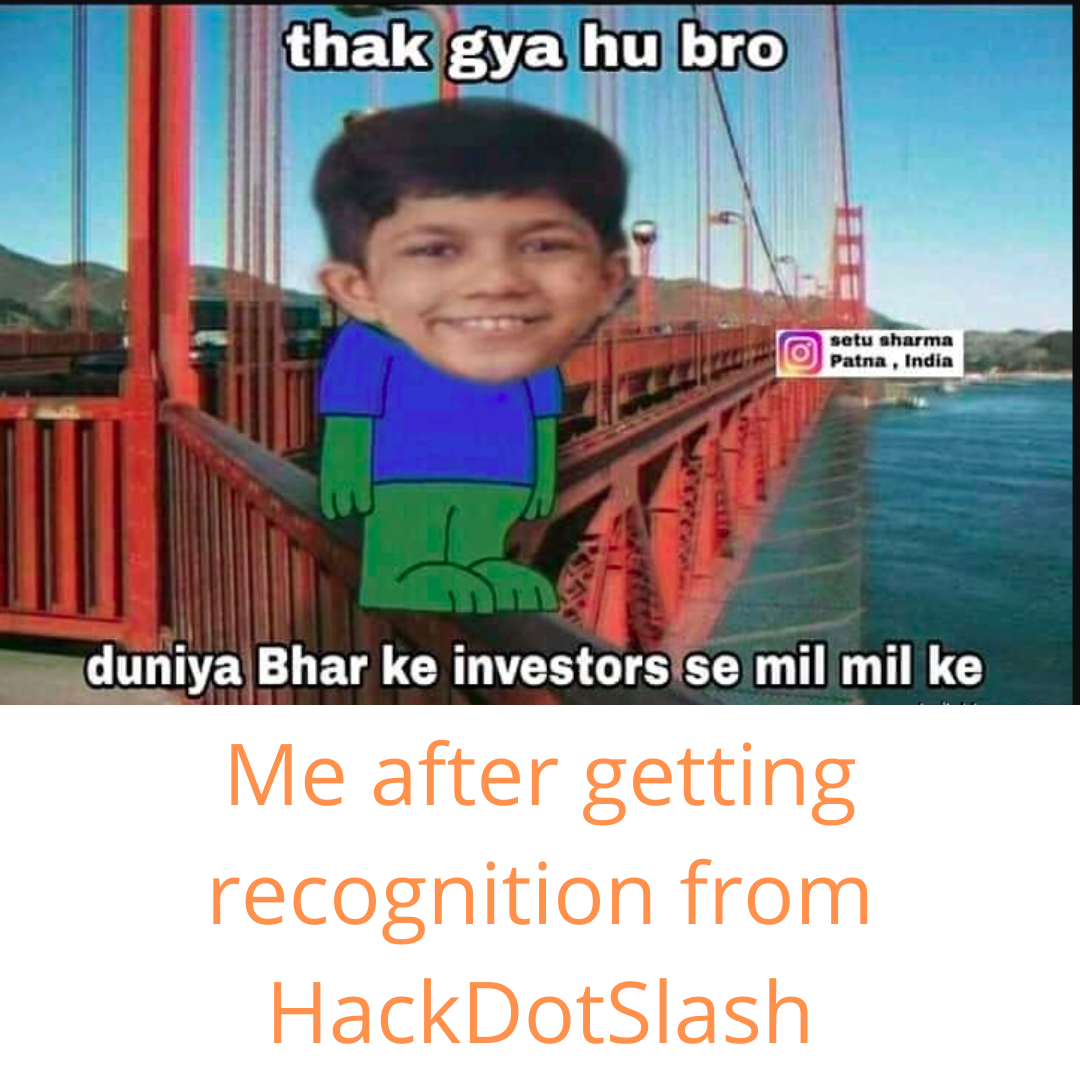 thak gya hu bro
setu sharma
Patna , India
duniya Bhar ke investors se mil mil ke
Me after getting
recognition from
HackDotSlash